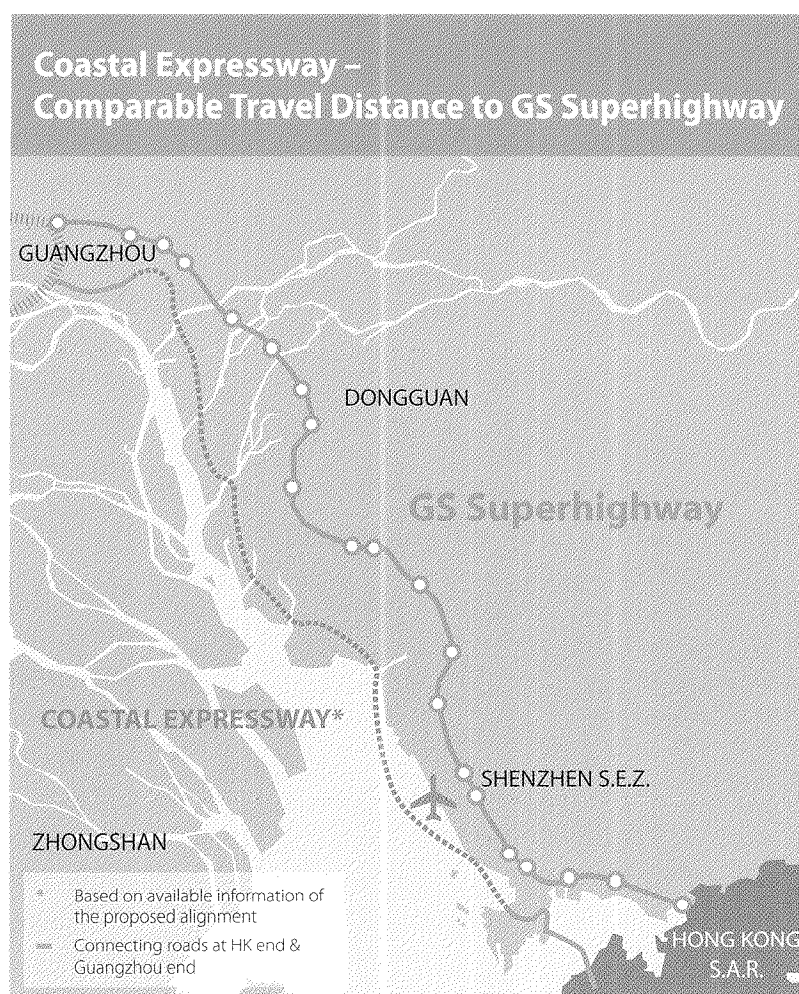 Coastal Expressway –
Comparable Travel Distance to GS Superhighway
GUANGZHOU
DONGGUAN
GS Superhighway
COASTAL EXPRESSWAY*
SHENZHEN S.E.Z.
ZHONGSHAN
* Based on available information of
the proposed alignment
Connecting roads at HK end &
Guangzhou end
HONG KONG
S.A.R.